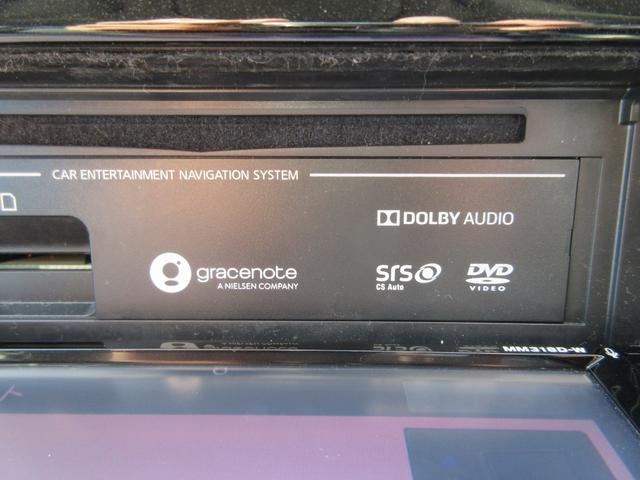 CAR ENTERTAINMENT NAVIGATION SYSTEM
DOLBY AUDIO
gracenote
A NIELSEN COMPANY
SRS
CS Auto
DVD
VIDEO
MM318D-W